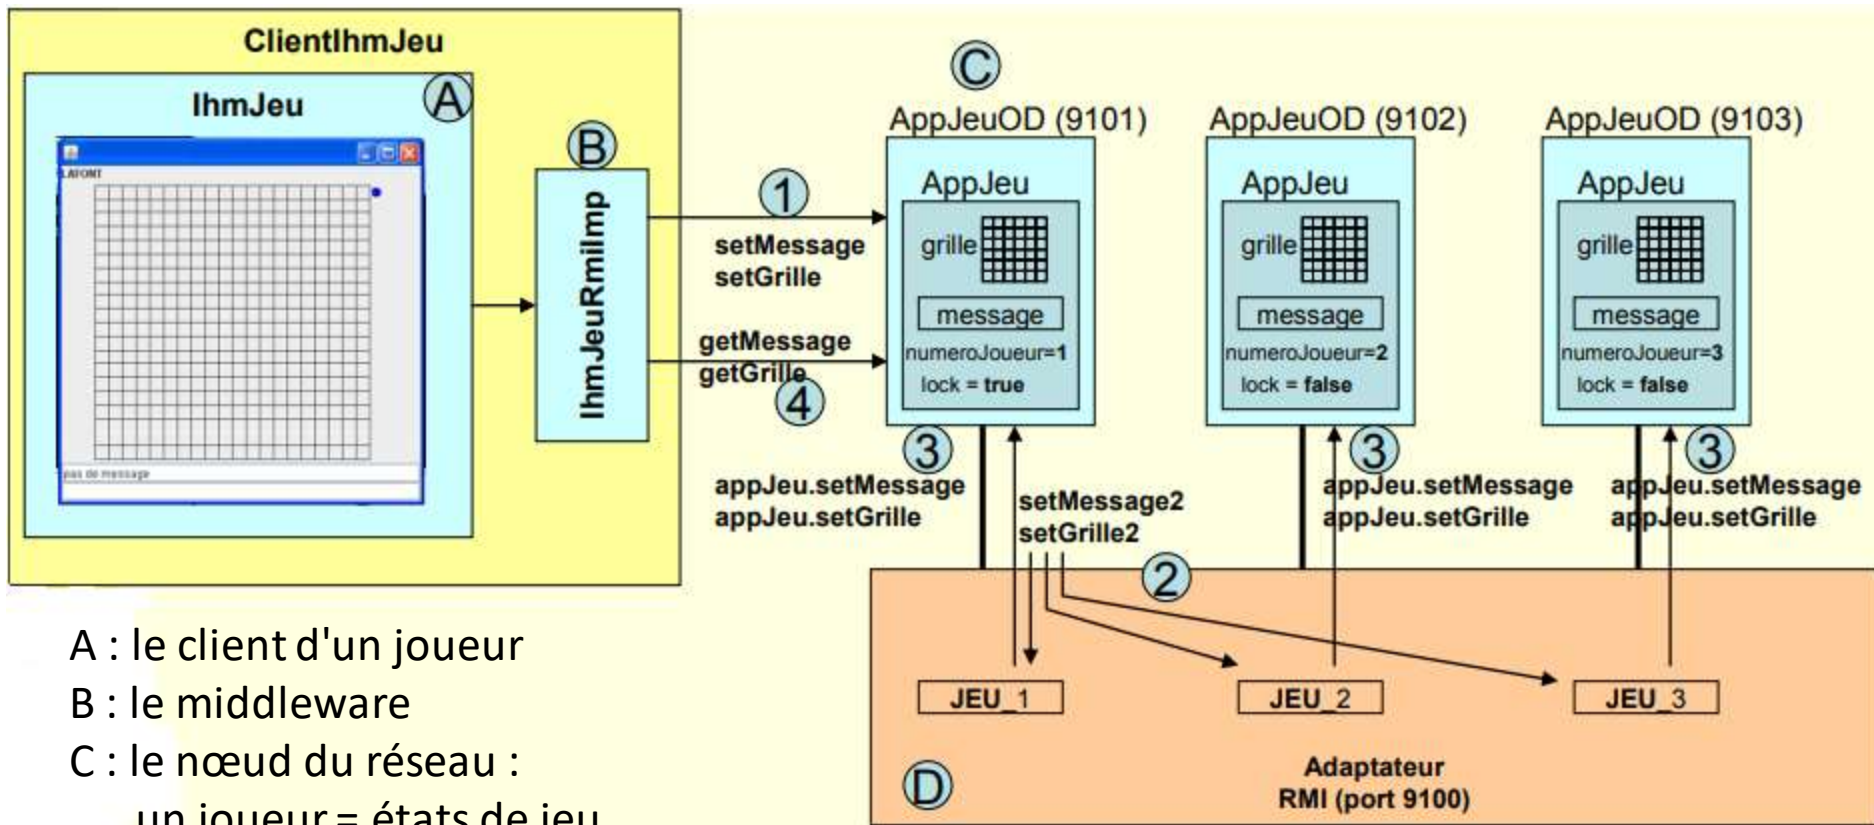 ClientIhmJeu
IhmJeu
A
LAFONT
pas de message
B
IhmJeuRmiImp
1
setMessage
setGrille
getMessage
getGrille
4
C
AppJeuOD (9101)
AppJeu
grille
message
numeroJoueur=1
lock = true
AppJeuOD (9102)
AppJeu
grille
message
numeroJoueur=2
lock = false
AppJeuOD (9103)
AppJeu
grille
message
numeroJoueur=3
lock = false
3
appJeu.setMessage
appJeu.setGrille
setMessage2
setGrille2
2
3
appJeu.setMessage
appJeu.setGrille
3
appJeu.setMessage
appJeu.setGrille
JEU_1
JEU_2
JEU_3
D
Adaptateur
RMI (port 9100)
A : le client d'un joueur
B : le middleware
C : le nœud du réseau :
un joueur = états de jeu